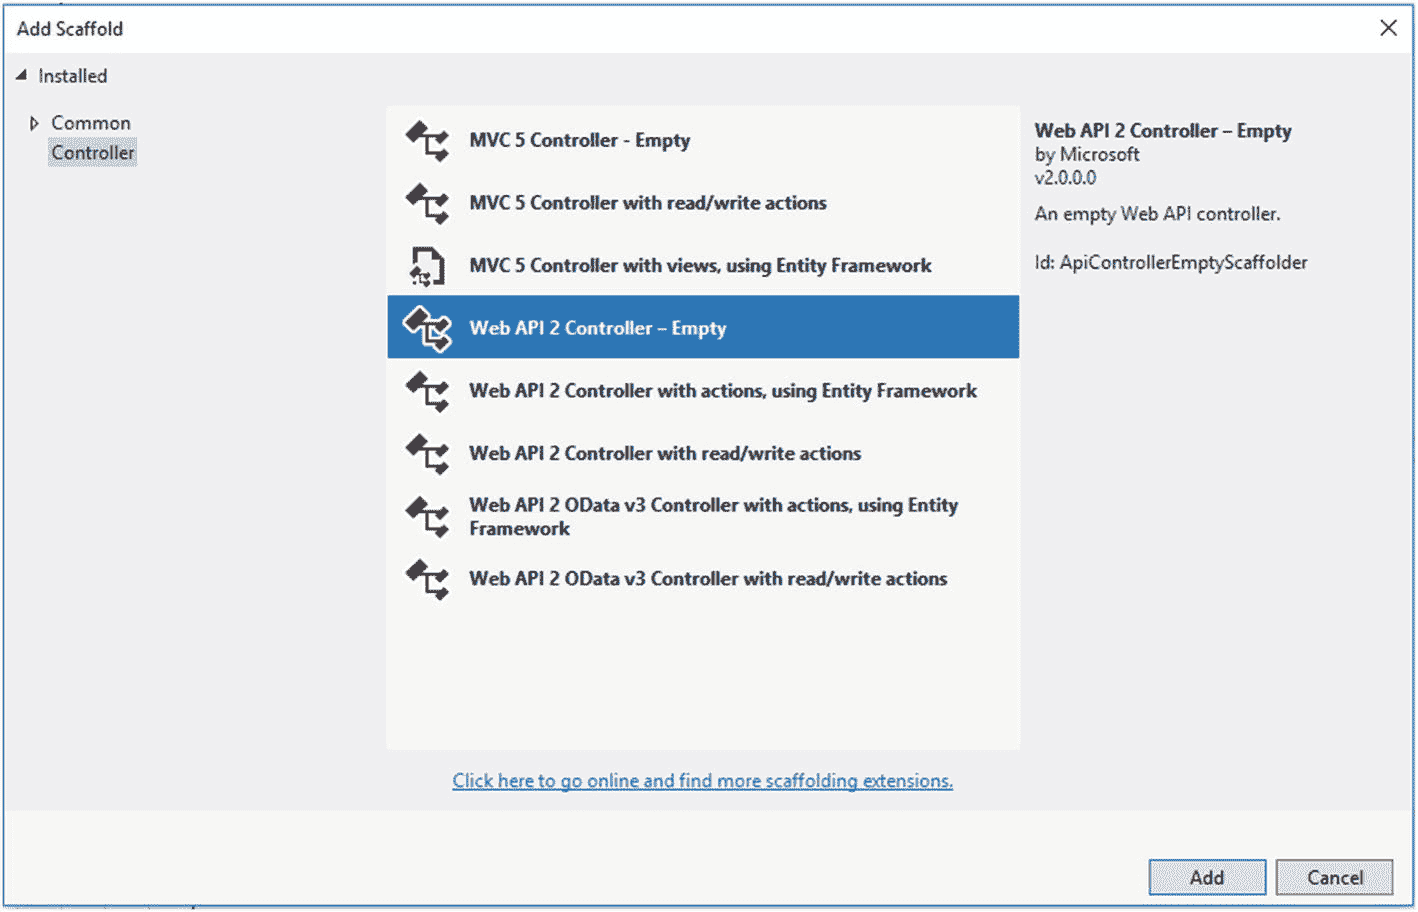 Add Scaffold
Installed
Common
Controller
MVC 5 Controller - Empty
MVC 5 Controller with read/write actions
MVC 5 Controller with views, using Entity Framework
Web API 2 Controller – Empty
Web API 2 Controller with actions, using Entity Framework
Web API 2 Controller with read/write actions
Web API 2 OData v3 Controller with actions, using Entity
Framework
Web API 2 OData v3 Controller with read/write actions
Click here to go online and find more scaffolding extensions.
Web API 2 Controller – Empty
by Microsoft
v2.0.0.0
An empty Web API controller.
Id: ApiControllerEmptyScaffolder
Add
Cancel